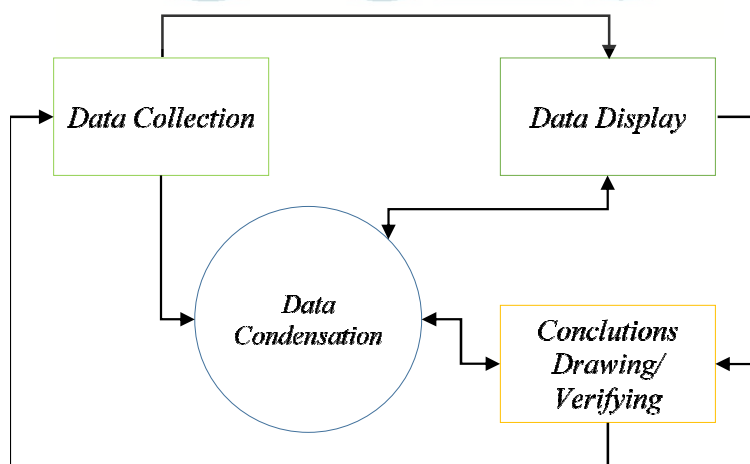 Data Collection
Data Display
Data
Condensation
Conclutions
Drawing/
Verifying